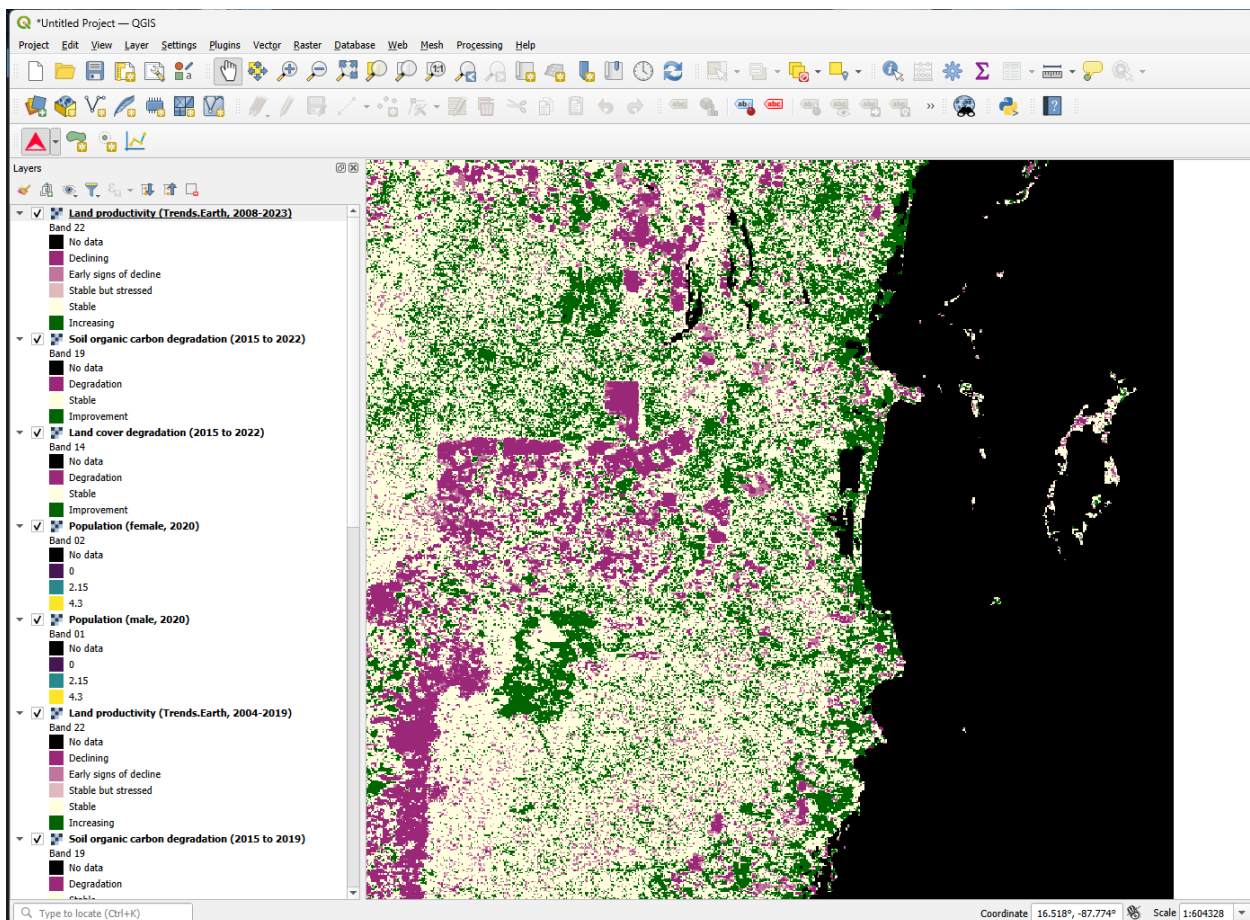 *Untitled Project — QGIS
Project Edit View Layer Settings Plugins Vector Raster Database Web Mesh Processing Help
Layers
Land productivity (Trends.Earth, 2008-2023)
Band 22
No data
Declining
Early signs of decline
Stable but stressed
Stable
Increasing
Soil organic carbon degradation (2015 to 2022)
Band 19
No data
Degradation
Stable
Improvement
Land cover degradation (2015 to 2022)
Band 14
No data
Degradation
Stable
Improvement
Population (female, 2020)
Band 02
No data
0
2.15
4.3
Population (male, 2020)
Band 01
No data
0
2.15
4.3
Land productivity (Trends.Earth, 2004-2019)
Band 22
No data
Declining
Early signs of decline
Stable but stressed
Stable
Increasing
Soil organic carbon degradation (2015 to 2019)
Band 19
No data
Degradation
Stable
Type to locate (Ctrl+K) Coordinate 16.518°, -87.774° Scale 1:604328